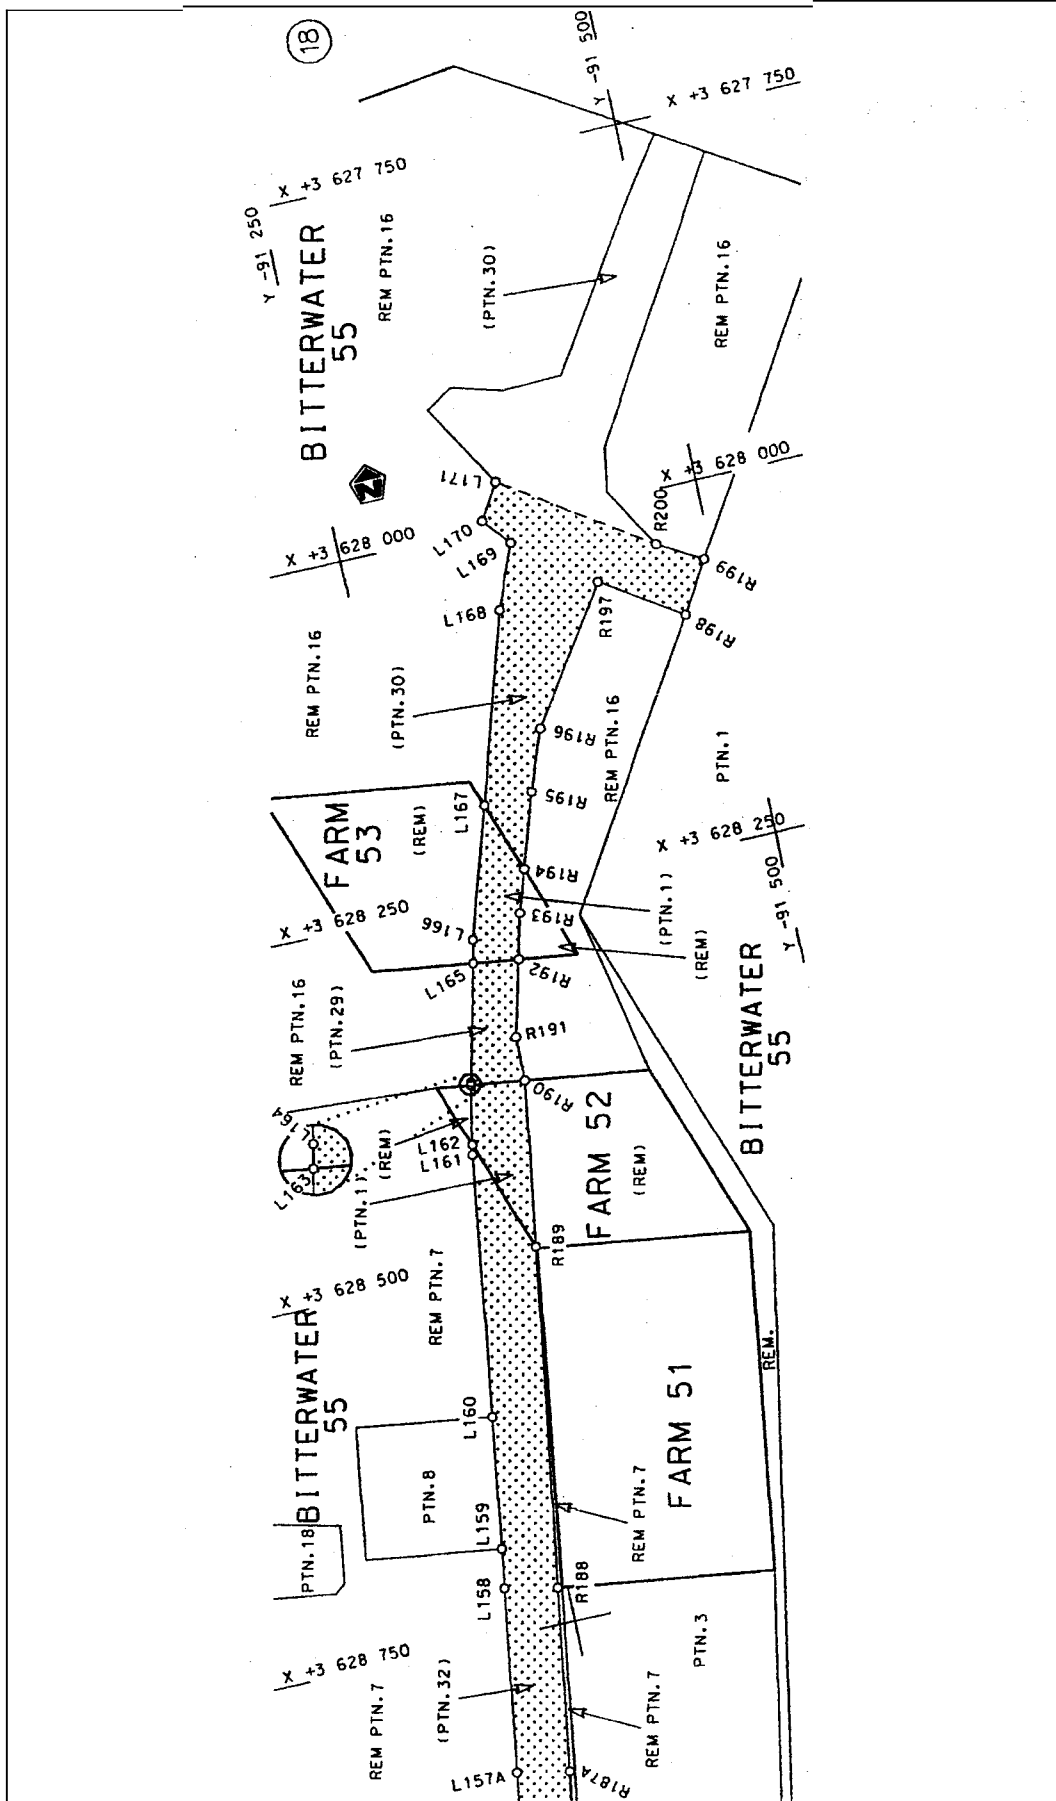 18
Y -91 500
X +3 627 750
X +3 627 750
Y -91 250
BITTERWATER
55
REM PTN.16
(PTN.30)
REM PTN.16
L171
X +3 628 000
R200
L170
L169
X +3 628 000
R199
L168
R197
R198
REM PTN.16
(PTN.30)
R196
REM PTN.16
PTN.1
R195
L167
FARM
53
(REM)
X +3 628 250
R194
(PTN.1)
R193
Y -91 500
X +3 628 250
L166
(REM)
L165
R192
BITTERWATER
55
REM PTN.16
(PTN.29)
R191
R190
L164
FARM 52
(REM)
L162
L161
(REM)
L163
(PTN.1)
R189
REM PTN.7
X +3 628 500
BITTERWATER
55
REM.
FARM 51
L160
PTN.8
REM PTN.7
L159
PTN.18
L158
R188
PTN.3
X +3 628 750
REM PTN.7
(PTN.32)
REM PTN.7
L157A
R187A